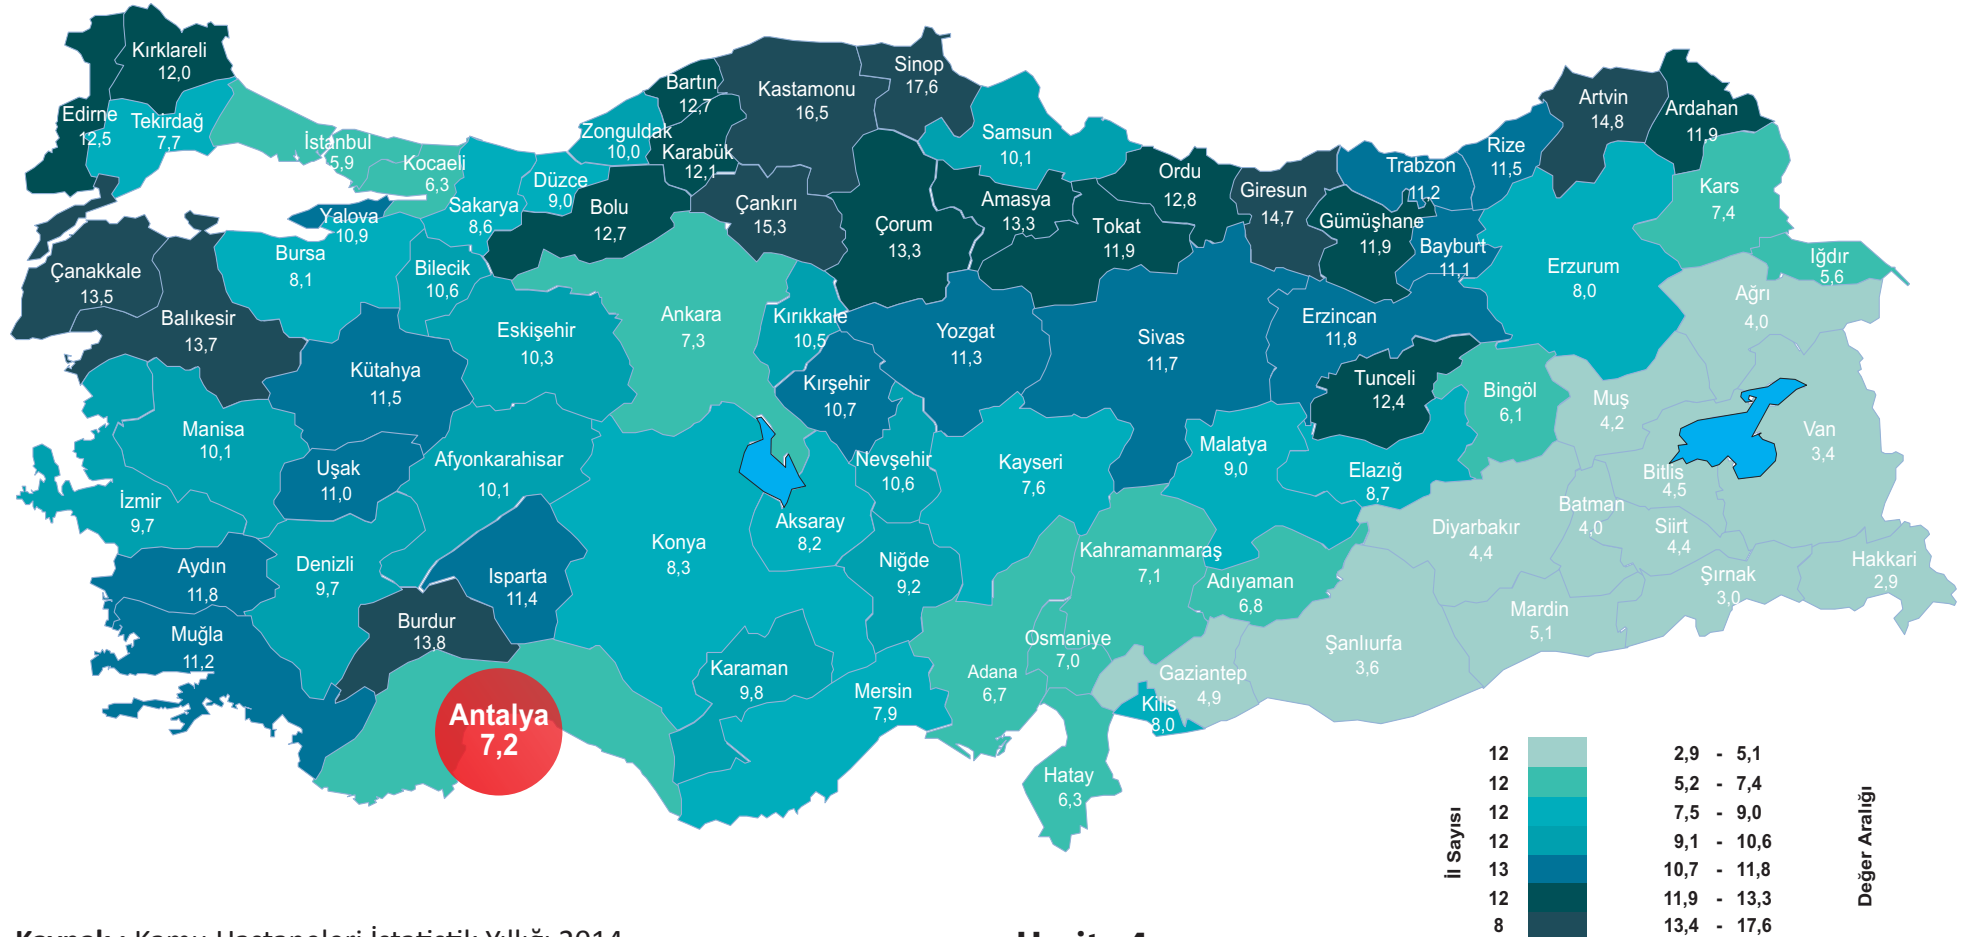 Kırklareli
12,0
Edirne
12,5
Tekirdağ
7,7
İstanbul
5,9
Kocaeli
6,3
Yalova
10,9
Sakarya
8,6
Düzce
9,0
Zonguldak
10,0
Bartın
12,7
Karabük
12,1
Kastamonu
16,5
Sinop
17,6
Samsun
10,1
Bolu
12,7
Çankırı
15,3
Çorum
13,3
Amasya
13,3
Tokat
11,9
Ordu
12,8
Giresun
14,7
Gümüşhane
11,9
Trabzon
11,2
Rize
11,5
Artvin
14,8
Ardahan
11,9
Kars
7,4
Bayburt
11,1
Erzurum
8,0
Iğdır
5,6
Ağrı
4,0
Çanakkale
13,5
Balıkesir
13,7
Bursa
8,1
Bilecik
10,6
Eskişehir
10,3
Ankara
7,3
Kırıkkale
10,5
Yozgat
11,3
Sivas
11,7
Erzincan
11,8
Tunceli
12,4
Bingöl
6,1
Muş
4,2
Van
3,4
Bitlis
4,5
Kütahya
11,5
Kırşehir
10,7
Manisa
10,1
Uşak
11,0
Afyonkarahisar
10,1
Nevşehir
10,6
Kayseri
7,6
Malatya
9,0
Elazığ
8,7
Diyarbakır
4,4
Batman
4,0
Siirt
4,4
Şırnak
3,0
Hakkari
2,9
İzmir
9,7
Aydın
11,8
Denizli
9,7
Isparta
11,4
Konya
8,3
Aksaray
8,2
Niğde
9,2
Kahramanmaraş
7,1
Adıyaman
6,8
Mardin
5,1
Şanlıurfa
3,6
Muğla
11,2
Burdur
13,8
Antalya
7,2
Karaman
9,8
Mersin
7,9
Adana
6,7
Osmaniye
7,0
Gaziantep
4,9
Kilis
8,0
Hatay
6,3
İl Sayısı
Değer Aralığı
12 2,9 - 5,1
12 5,2 - 7,4
12 7,5 - 9,0
12 9,1 - 10,6
13 10,7 - 11,8
12 11,9 - 13,3
8 13,4 - 17,6
Kaynak : Kamu Hastaneleri İstatistik Yıllığı 2014
Harita 4